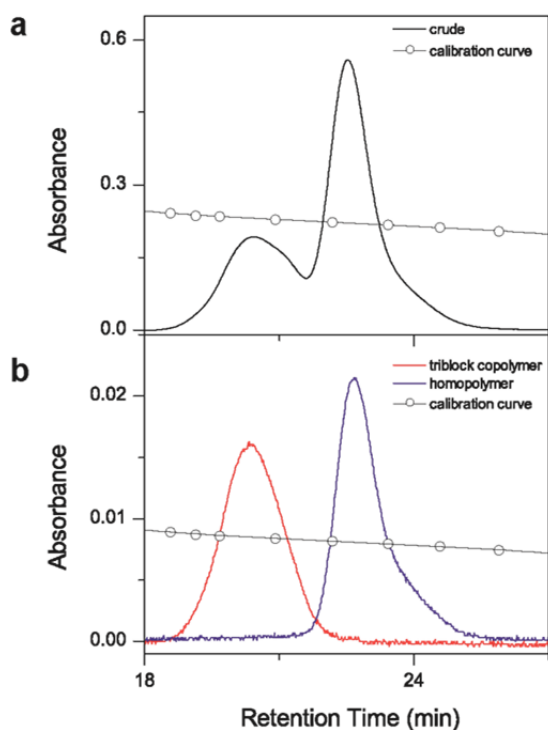 a
0.6
0.3
0.0
Absorbance
crude
calibration curve
b
0.02
0.01
0.00
Absorbance
triblock copolymer
homopolymer
calibration curve
18
24
Retention Time (min)